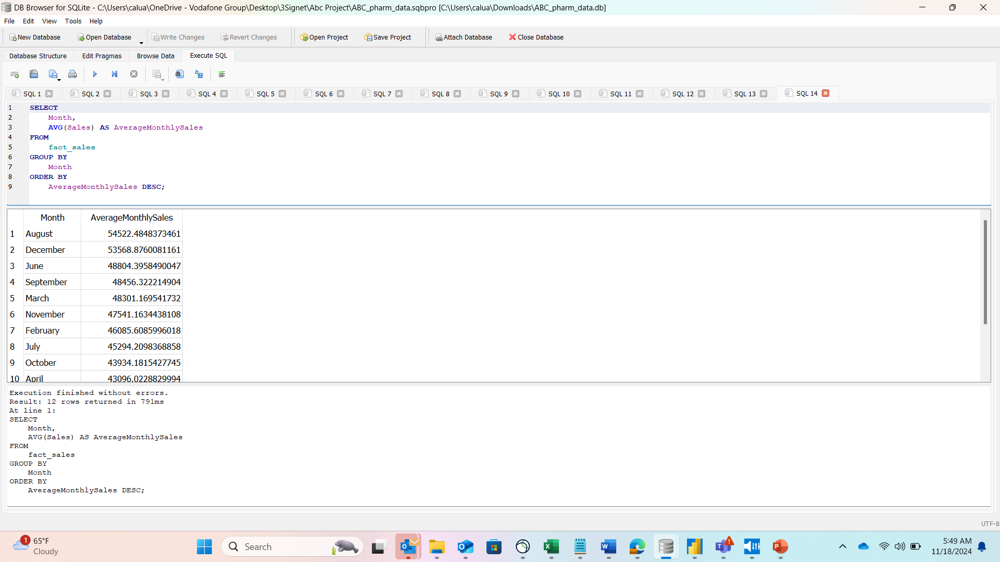 DB Browser for SQLite - C:\Users\calua\OneDrive - Vodafone Group\Desktop\3Signet\Abc Project\ABC_pharm_data.sqbpro [C:\Users\calua\Downloads\ABC_pharm_data.db]
File Edit View Tools Help
New Database Open Database Write Changes Revert Changes Open Project Save Project Attach Database Close Database
Database Structure Edit Pragmas Browse Data Execute SQL
SQL 1 SQL 2 SQL 3 SQL 4 SQL 5 SQL 6 SQL 7 SQL 8 SQL 9 SQL 10 SQL 11 SQL 12 SQL 13 SQL 14
1 SELECT
2 Month,
3 AVG(Sales) AS AverageMonthlySales
4 FROM
5 fact_sales
6 GROUP BY
7 Month
8 ORDER BY
9 AverageMonthlySales DESC;
Month AverageMonthlySales
1 August 54522.4848373461
2 December 53568.8760081161
3 June 48804.3958490047
4 September 48456.322214904
5 March 48301.169541732
6 November 47541.1634438108
7 February 46085.6085996018
8 July 45294.2098368858
9 October 43934.1815427745
10 April 43096.0228829994
Execution finished without errors.
Result: 12 rows returned in 791ms
At line 1:
SELECT
Month,
AVG(Sales) AS AverageMonthlySales
FROM
fact_sales
GROUP BY
Month
ORDER BY
AverageMonthlySales DESC;
UTF-8
1 65°F
Cloudy
Search
5:49 AM
11/18/2024